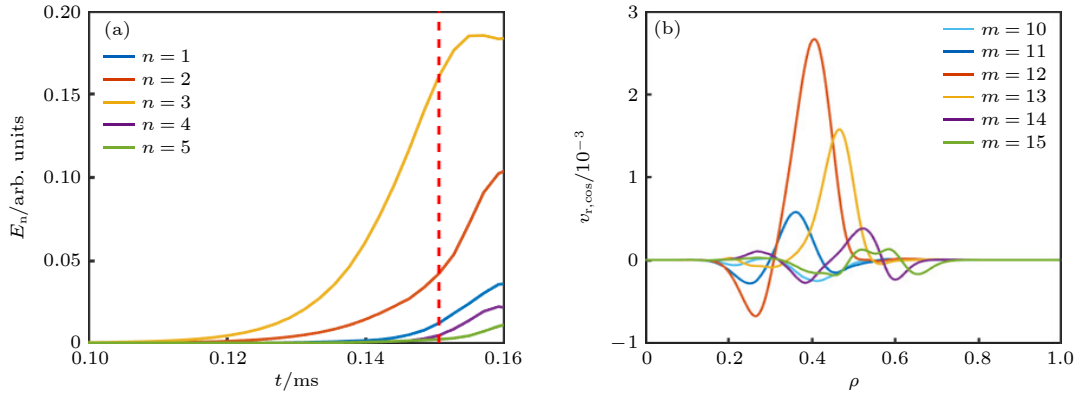 (a)
n = 1
n = 2
n = 3
n = 4
n = 5
0.20
0.15
0.10
0.05
0
0.10
0.12
0.14
0.16
Eₙ/arb. units
t/ms
(b)
m = 10
m = 11
m = 12
m = 13
m = 14
m = 15
3
2
1
0
−1
0
0.2
0.4
0.6
0.8
1.0
v_{r,cos}/10⁻³
ρ